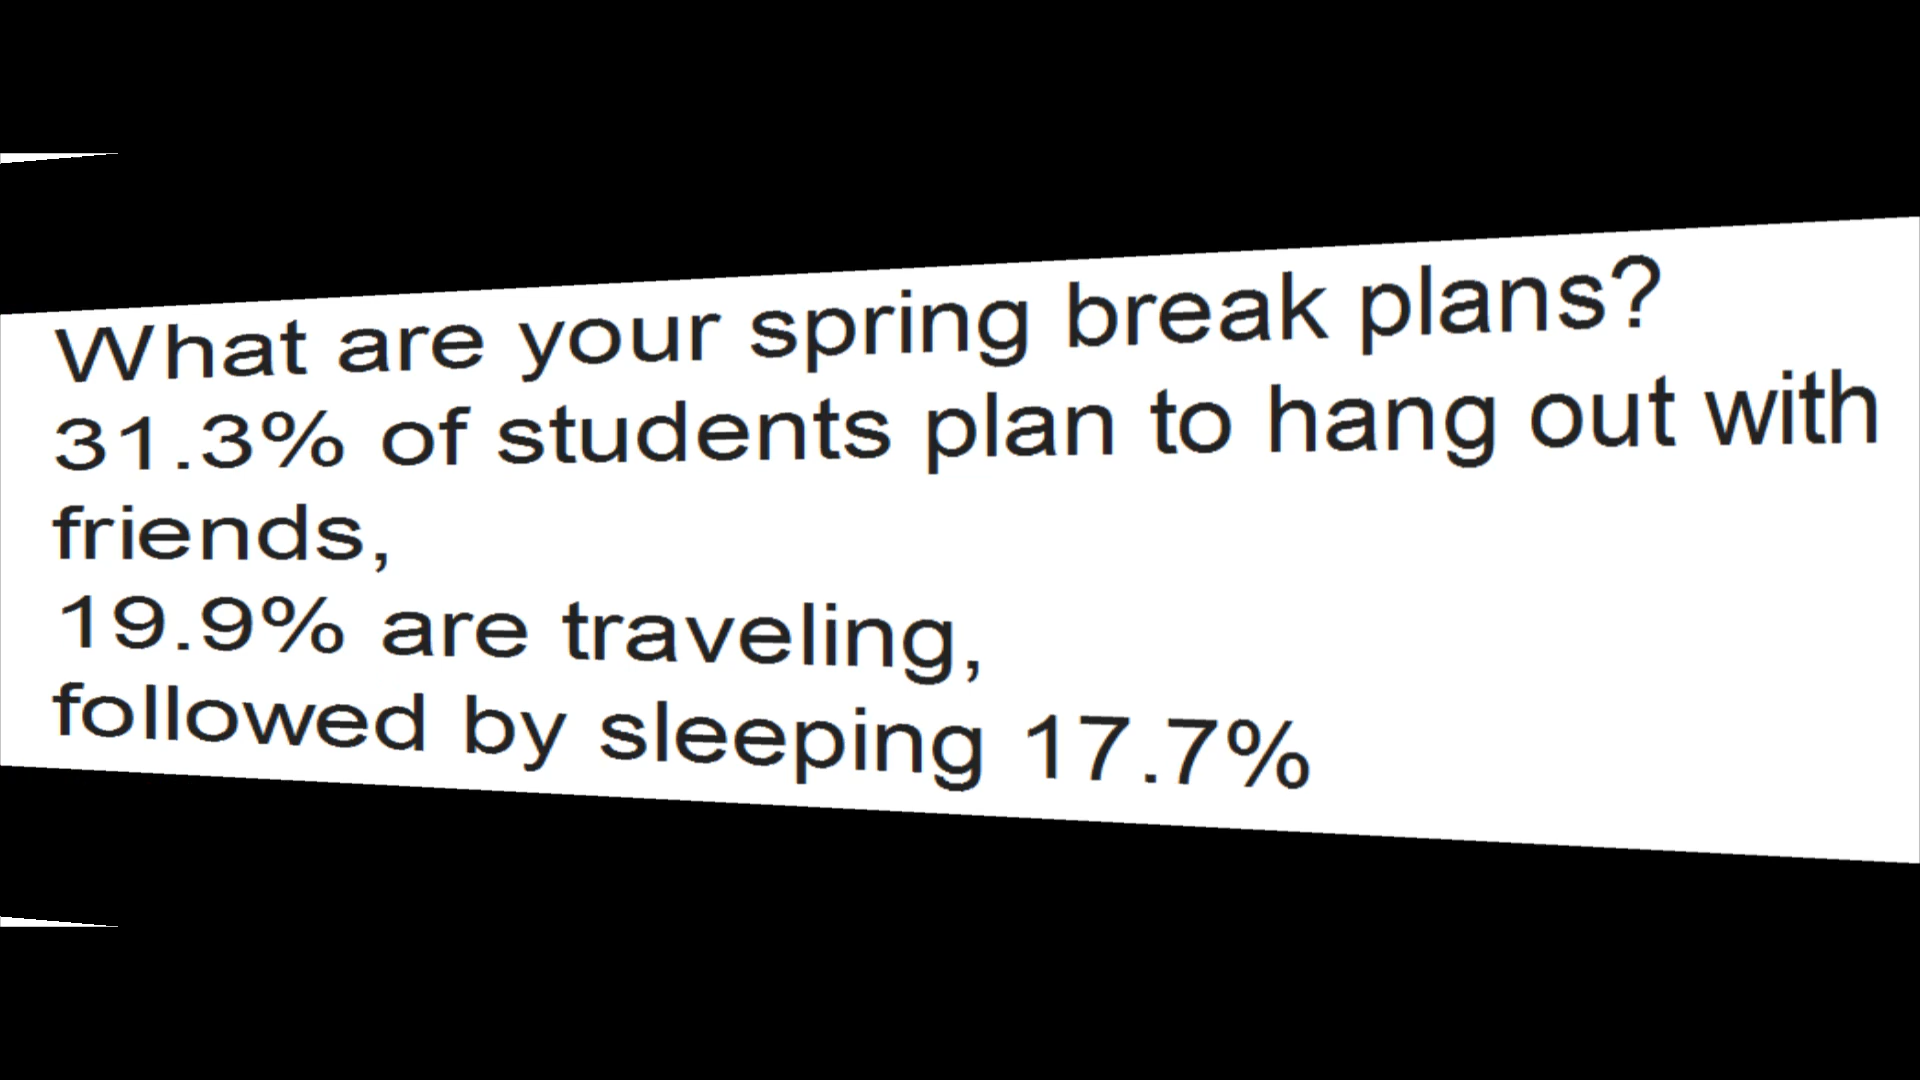 What are your spring break plans?
31.3% of students plan to hang out with
friends,
19.9% are traveling,
followed by sleeping 17.7%